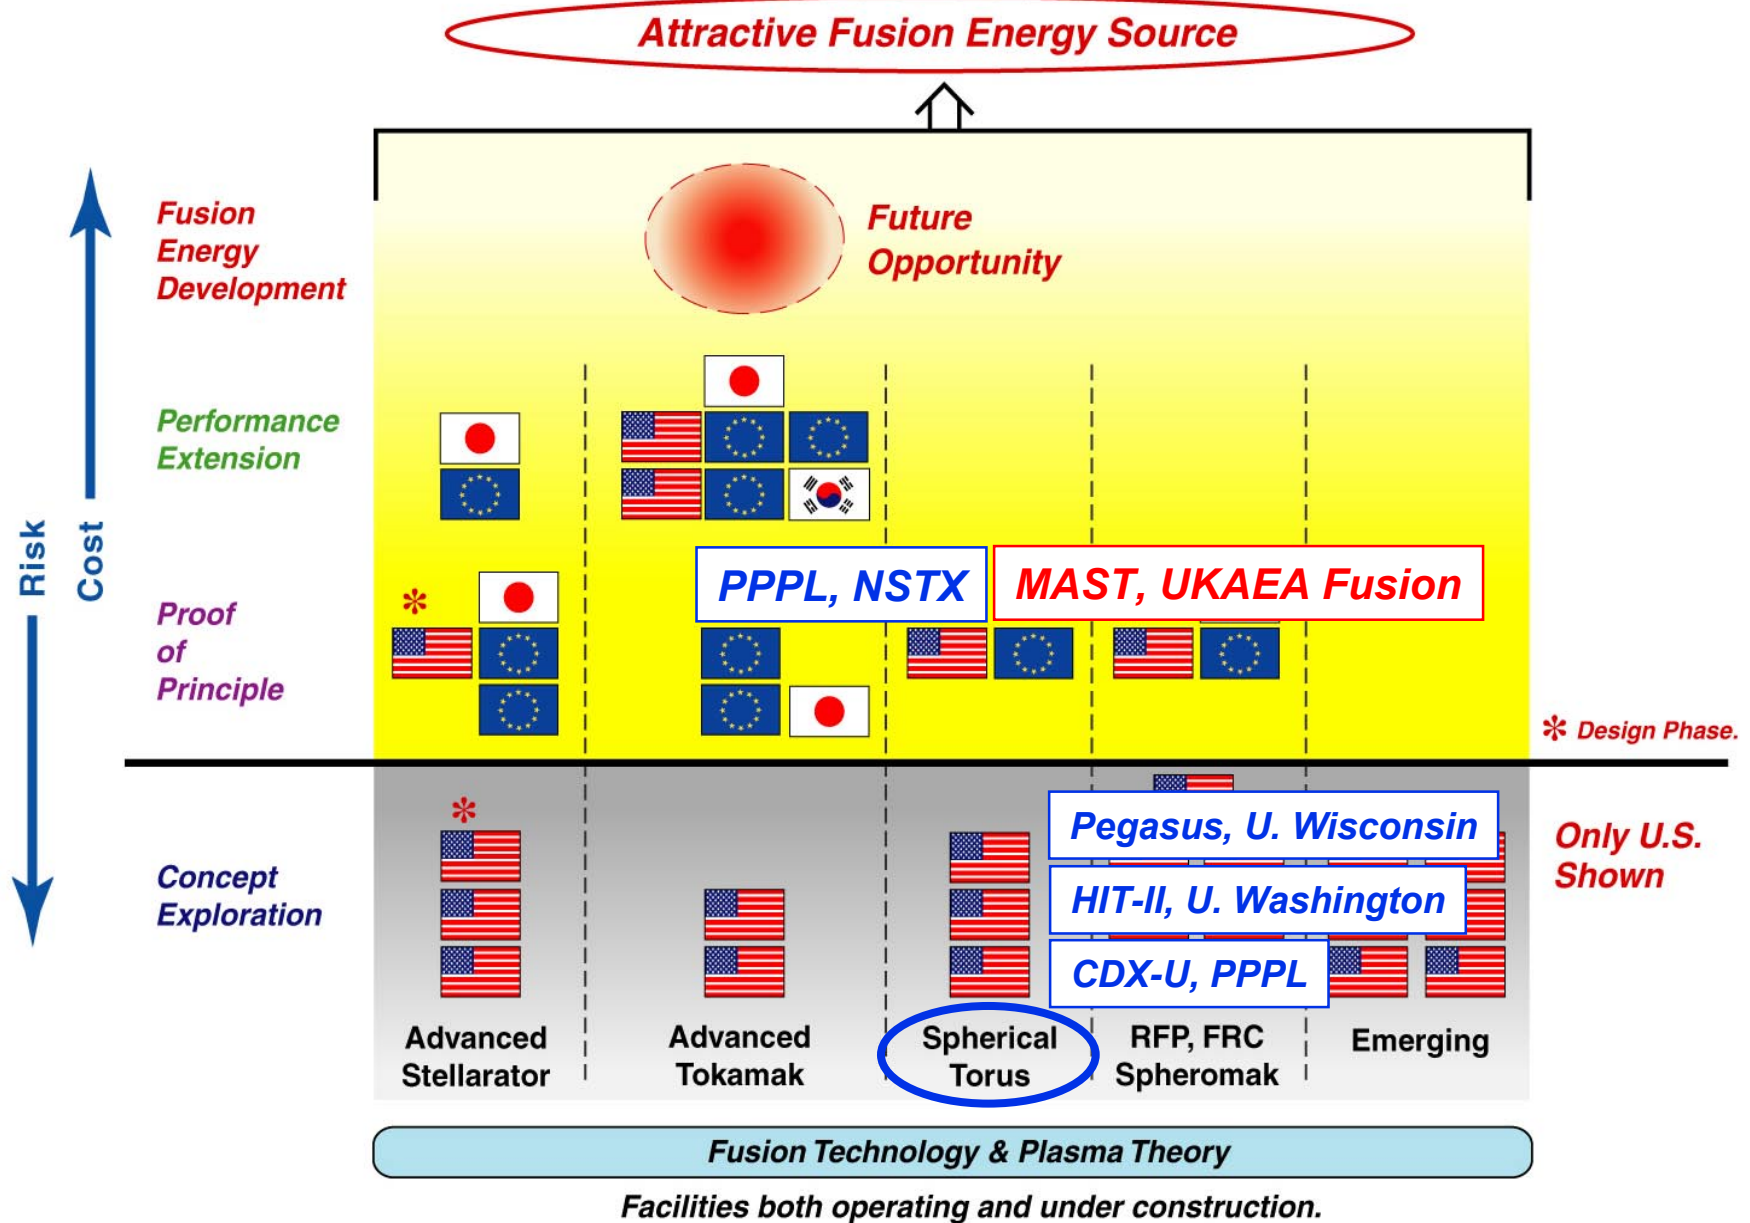 Attractive Fusion Energy Source
Fusion
Energy
Development
Future
Opportunity
Performance
Extension
Risk
Cost
PPPL, NSTX
MAST, UKAEA Fusion
Proof
of
Principle
* Design Phase.
*
*
Pegasus, U. Wisconsin
HIT-II, U. Washington
CDX-U, PPPL
Only U.S.
Shown
Concept
Exploration
Advanced
Stellarator
Advanced
Tokamak
Spherical
Torus
RFP, FRC
Spheromak
Emerging
Fusion Technology & Plasma Theory
Facilities both operating and under construction.